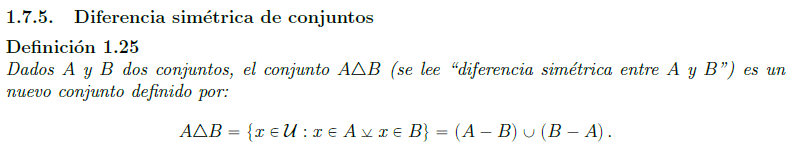 1.7.5. Diferencia simétrica de conjuntos
Definición 1.25
Dados A y B dos conjuntos, el conjunto A△B (se lee “diferencia simétrica entre A y B”) es un
nuevo conjunto definido por:
A△B = {x ∈ 𝒰 : x ∈ A ⊻ x ∈ B} = (A − B) ∪ (B − A) .